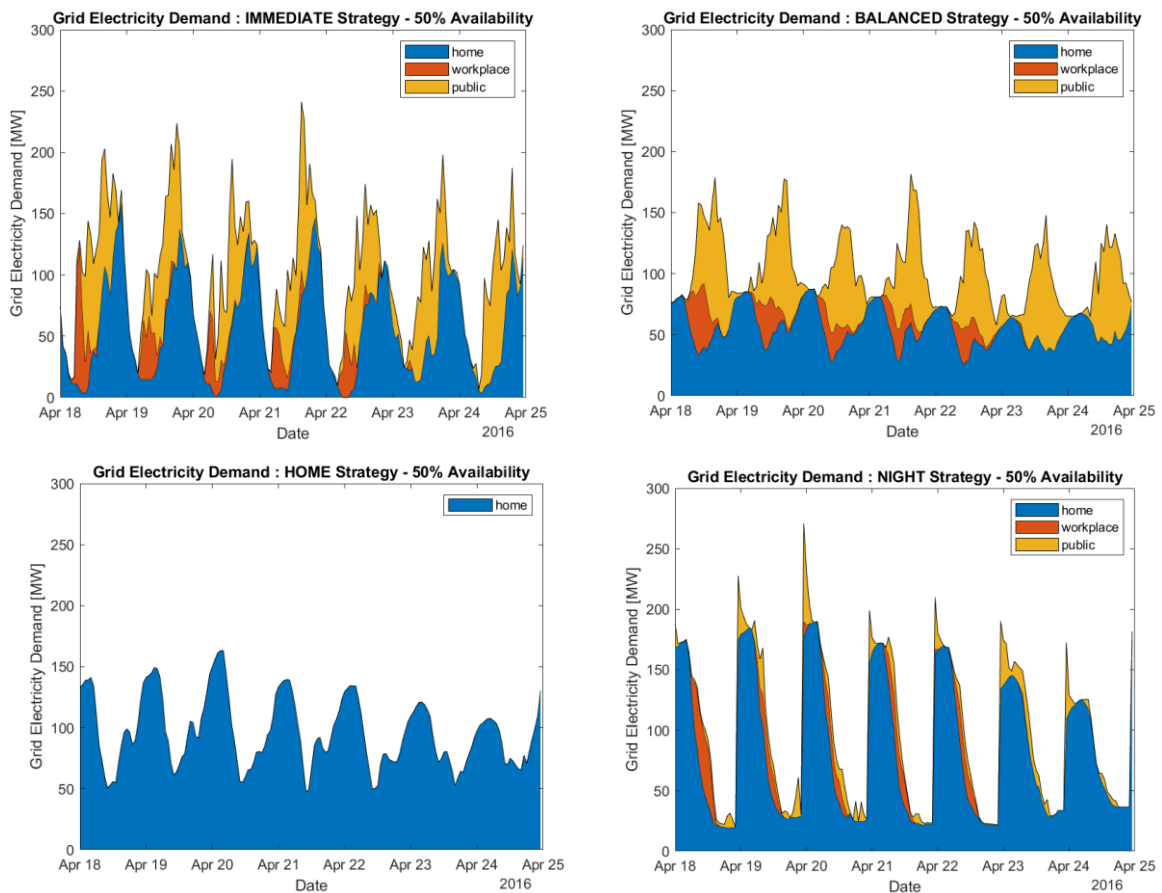 Grid Electricity Demand : IMMEDIATE Strategy - 50% Availability
300
250
200
150
100
50
0
Grid Electricity Demand [MW]
home
workplace
public
Apr 18 Apr 19 Apr 20 Apr 21 Apr 22 Apr 23 Apr 24 Apr 25
Date
2016
Grid Electricity Demand : BALANCED Strategy - 50% Availability
300
250
200
150
100
50
0
Grid Electricity Demand [MW]
home
workplace
public
Apr 18 Apr 19 Apr 20 Apr 21 Apr 22 Apr 23 Apr 24 Apr 25
Date
2016
Grid Electricity Demand : HOME Strategy - 50% Availability
300
250
200
150
100
50
0
Grid Electricity Demand [MW]
home
Apr 18 Apr 19 Apr 20 Apr 21 Apr 22 Apr 23 Apr 24 Apr 25
Date
2016
Grid Electricity Demand : NIGHT Strategy - 50% Availability
300
250
200
150
100
50
0
Grid Electricity Demand [MW]
home
workplace
public
Apr 18 Apr 19 Apr 20 Apr 21 Apr 22 Apr 23 Apr 24 Apr 25
Date
2016